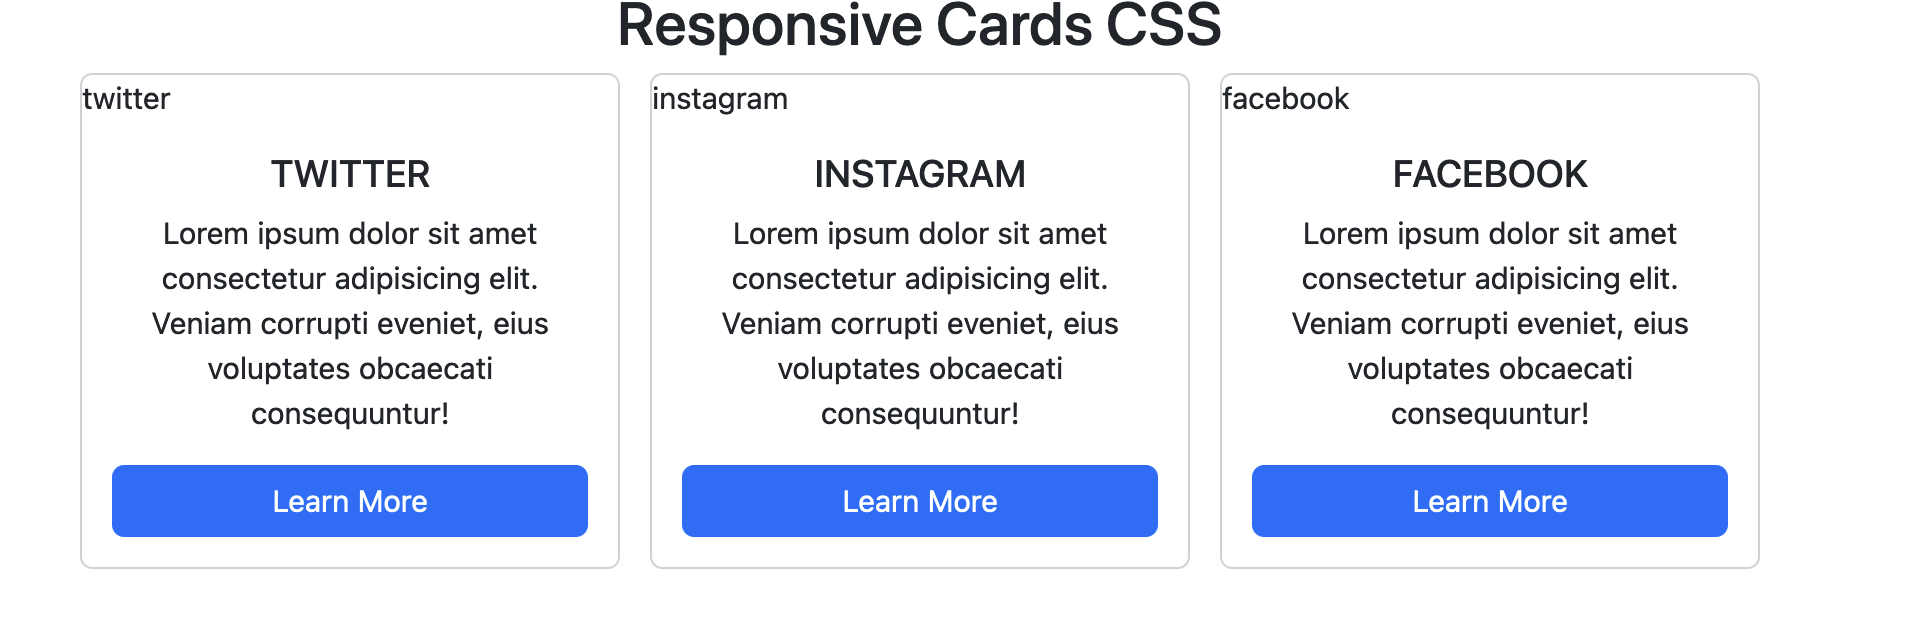 Responsive Cards CSS
twitter
TWITTER
Lorem ipsum dolor sit amet
consectetur adipisicing elit.
Veniam corrupti eveniet, eius
voluptates obcaecati
consequuntur!
Learn More
instagram
INSTAGRAM
Lorem ipsum dolor sit amet
consectetur adipisicing elit.
Veniam corrupti eveniet, eius
voluptates obcaecati
consequuntur!
Learn More
facebook
FACEBOOK
Lorem ipsum dolor sit amet
consectetur adipisicing elit.
Veniam corrupti eveniet, eius
voluptates obcaecati
consequuntur!
Learn More